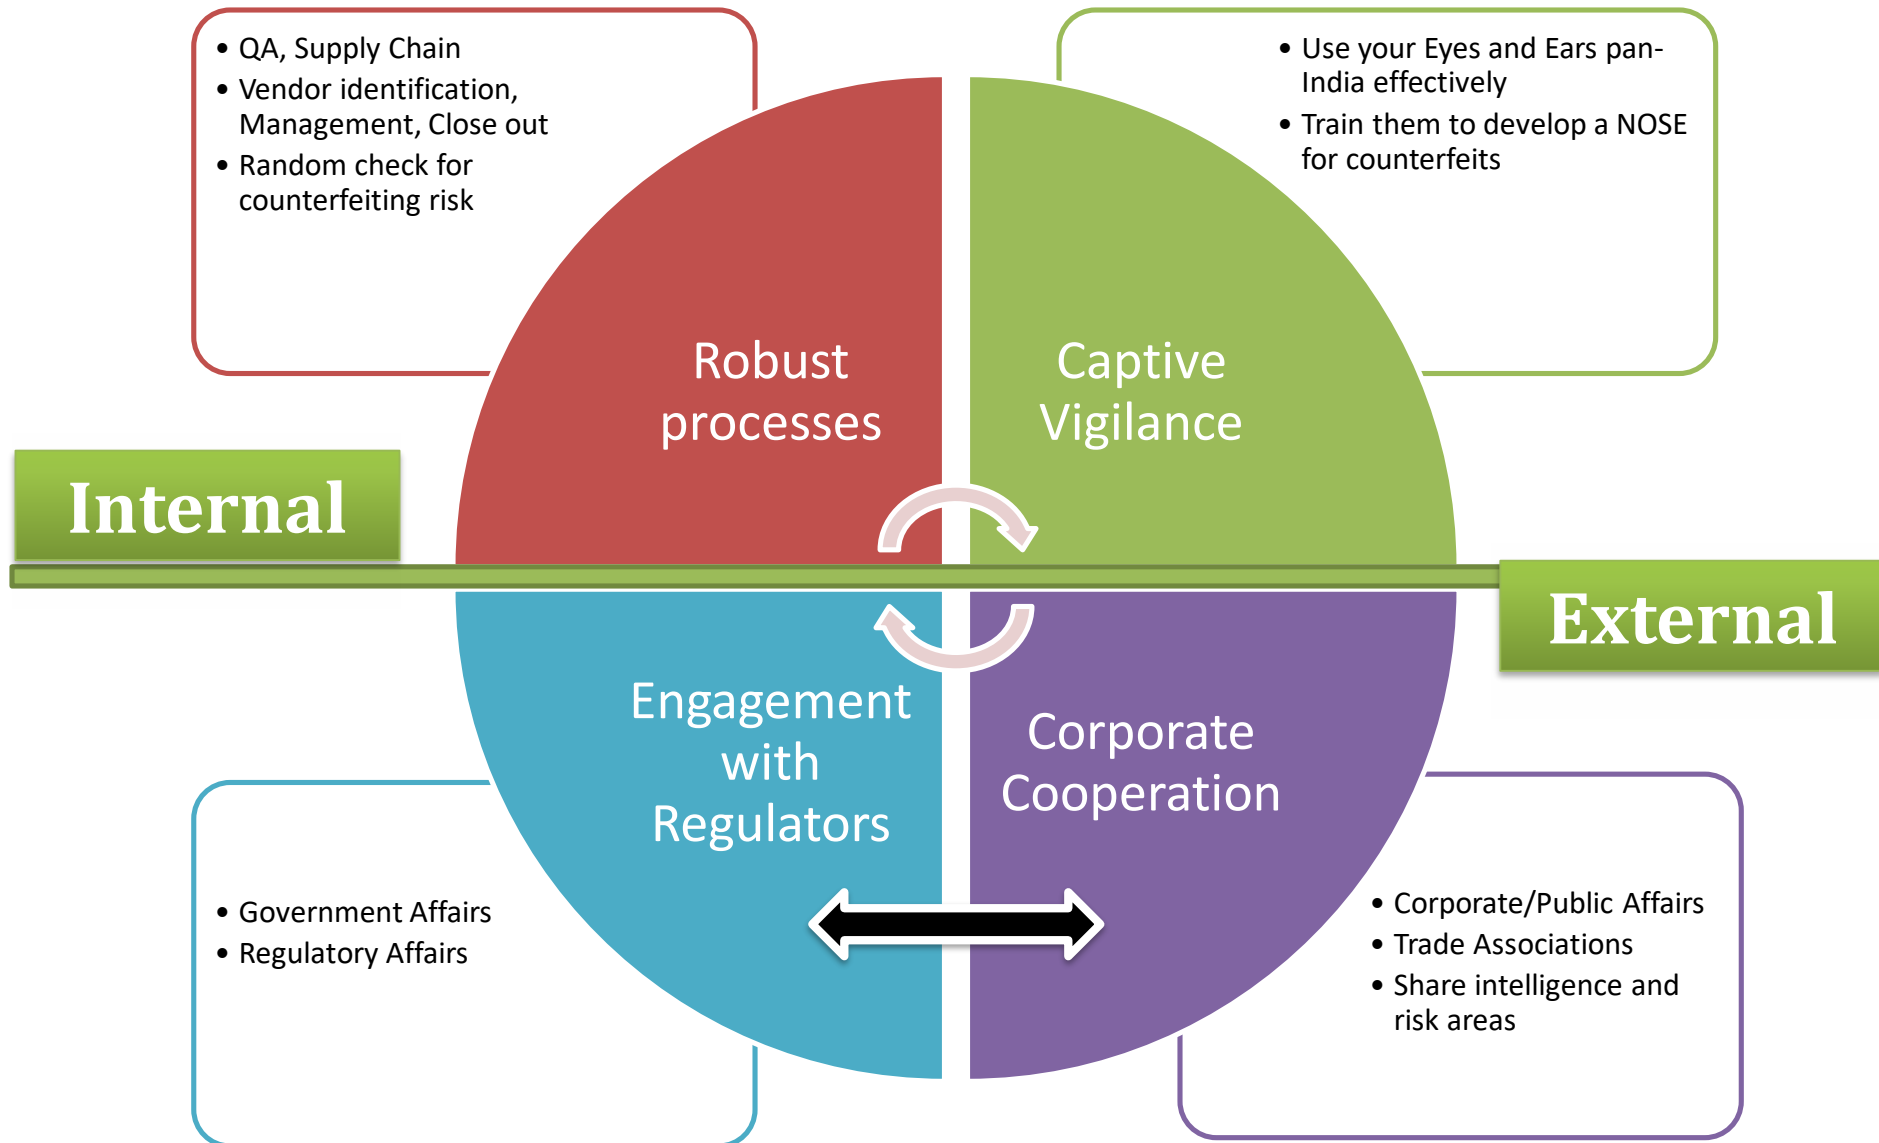 • QA, Supply Chain
• Vendor identification,
Management, Close out
• Random check for
counterfeiting risk
• Use your Eyes and Ears pan-
India effectively
• Train them to develop a NOSE
for counterfeits
Robust
processes
Captive
Vigilance
Internal
External
Engagement
with
Regulators
Corporate
Cooperation
• Government Affairs
• Regulatory Affairs
• Corporate/Public Affairs
• Trade Associations
• Share intelligence and
risk areas